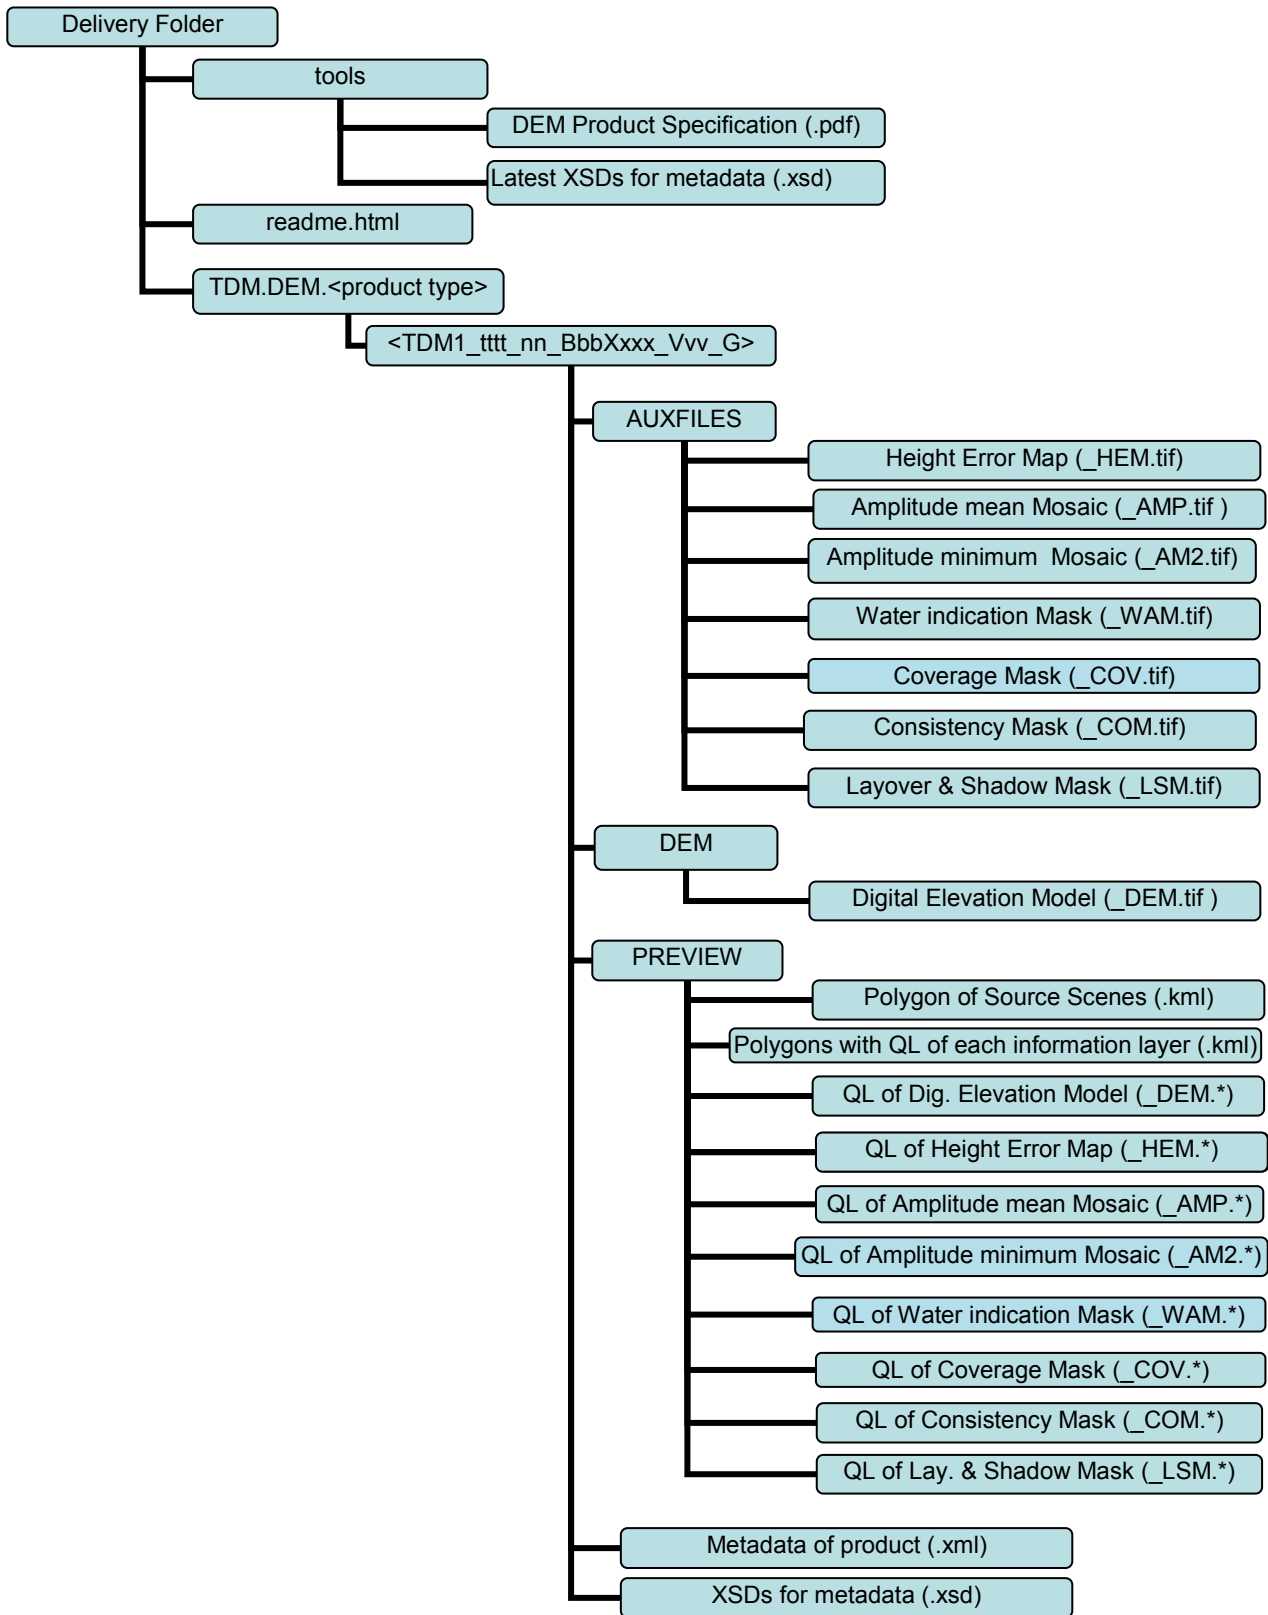 Delivery Folder
tools
DEM Product Specification (.pdf)
Latest XSDs for metadata (.xsd)
readme.html
TDM.DEM.<product type>
<TDM1_tttt_nn_BbbXxxx_Vvv_G>
AUXFILES
Height Error Map (_HEM.tif)
Amplitude mean Mosaic (_AMP.tif )
Amplitude minimum  Mosaic (_AM2.tif)
Water indication Mask (_WAM.tif)
Coverage Mask (_COV.tif)
Consistency Mask (_COM.tif)
Layover & Shadow Mask (_LSM.tif)
DEM
Digital Elevation Model (_DEM.tif )
PREVIEW
Polygon of Source Scenes (.kml)
Polygons with QL of each information layer (.kml)
QL of Dig. Elevation Model (_DEM.*)
QL of Height Error Map (_HEM.*)
QL of Amplitude mean Mosaic (_AMP.*)
QL of Amplitude minimum Mosaic (_AM2.*)
QL of Water indication Mask (_WAM.*)
QL of Coverage Mask (_COV.*)
QL of Consistency Mask (_COM.*)
QL of Lay. & Shadow Mask (_LSM.*)
Metadata of product (.xml)
XSDs for metadata (.xsd)